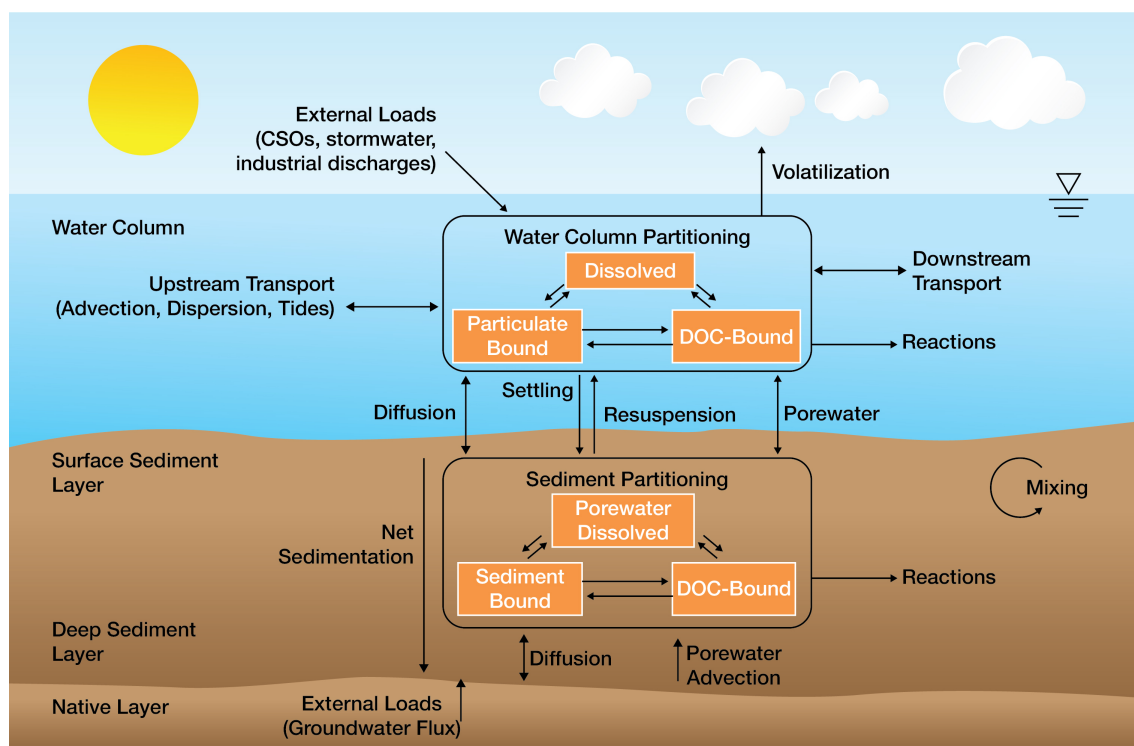 External Loads
(CSOs, stormwater,
industrial discharges)
Volatilization
Water Column
Water Column Partitioning
Dissolved
Particulate
Bound
DOC-Bound
Upstream Transport
(Advection, Dispersion, Tides)
Downstream
Transport
Reactions
Diffusion
Settling
Resuspension
Porewater
Surface Sediment
Layer
Sediment Partitioning
Porewater
Dissolved
Sediment
Bound
DOC-Bound
Mixing
Net
Sedimentation
Reactions
Deep Sediment
Layer
Diffusion
Porewater
Advection
Native Layer
External Loads
(Groundwater Flux)